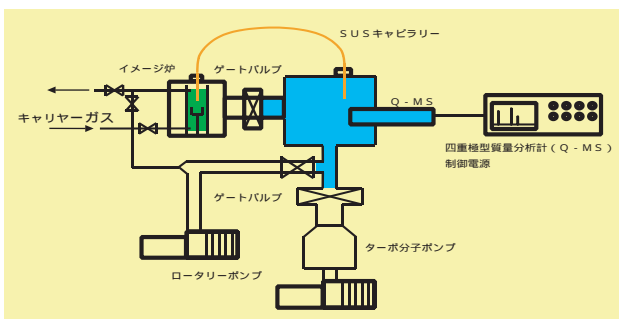 ＳＵＳキャピラリー
イメージ炉
ゲートバルブ
Ｑ－ＭＳ
キャリヤーガス
四重極型質量分析計（Ｑ－ＭＳ）
制御電源
ゲートバルブ
ターボ分子ポンプ
ロータリーポンプ